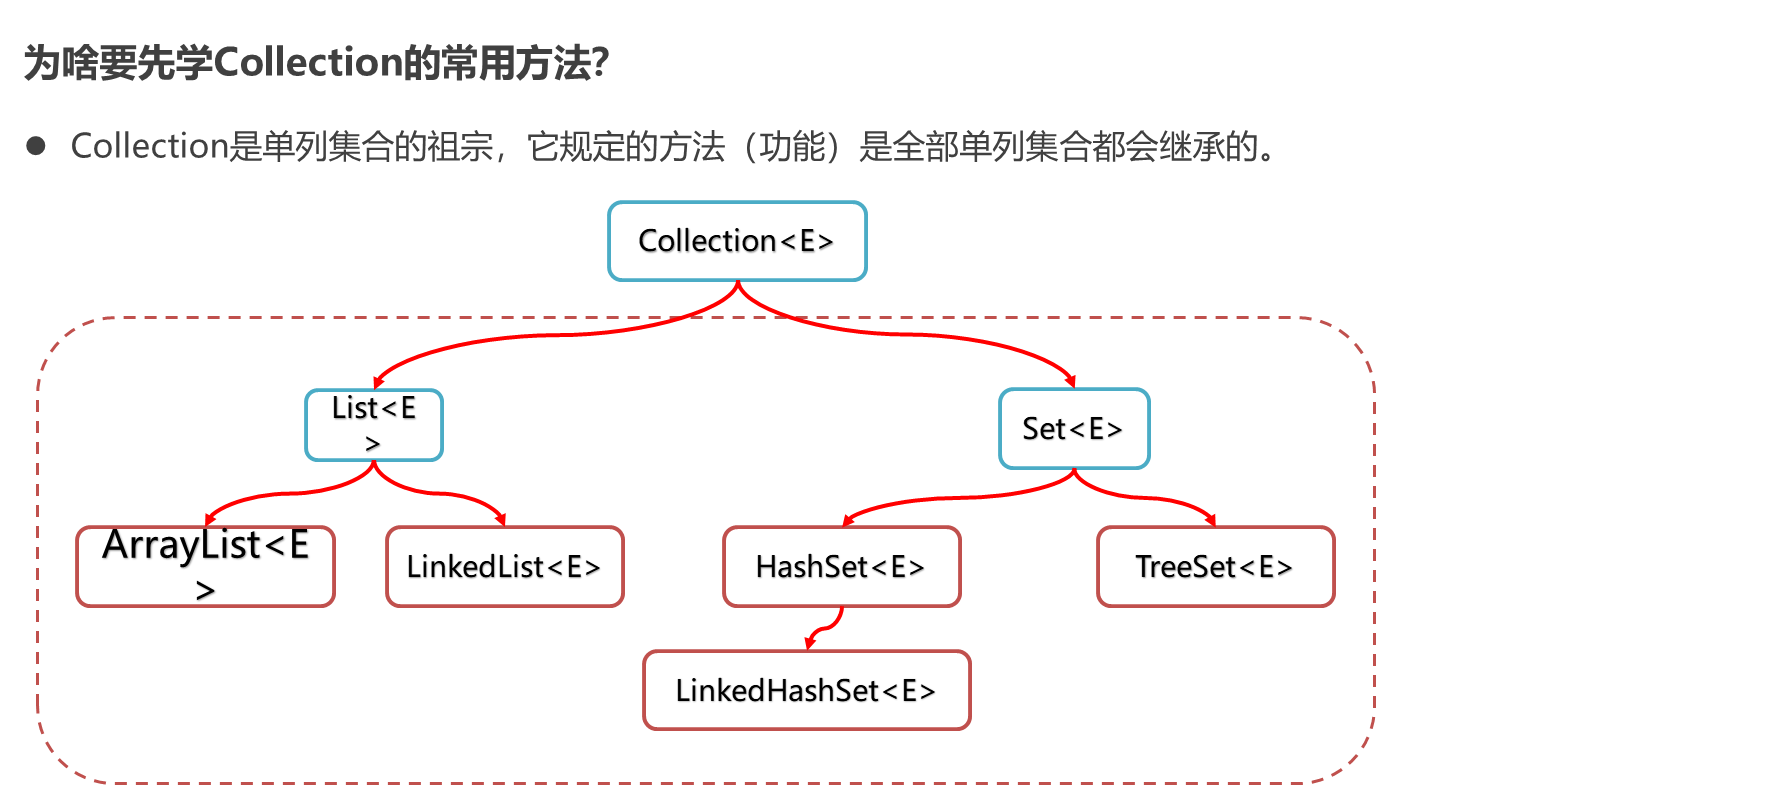 为啥要先学Collection的常用方法？
● Collection是单列集合的祖宗，它规定的方法（功能）是全部单列集合都会继承的。
Collection<E>
List<E
>
Set<E>
ArrayList<E
>
LinkedList<E>
HashSet<E>
TreeSet<E>
LinkedHashSet<E>